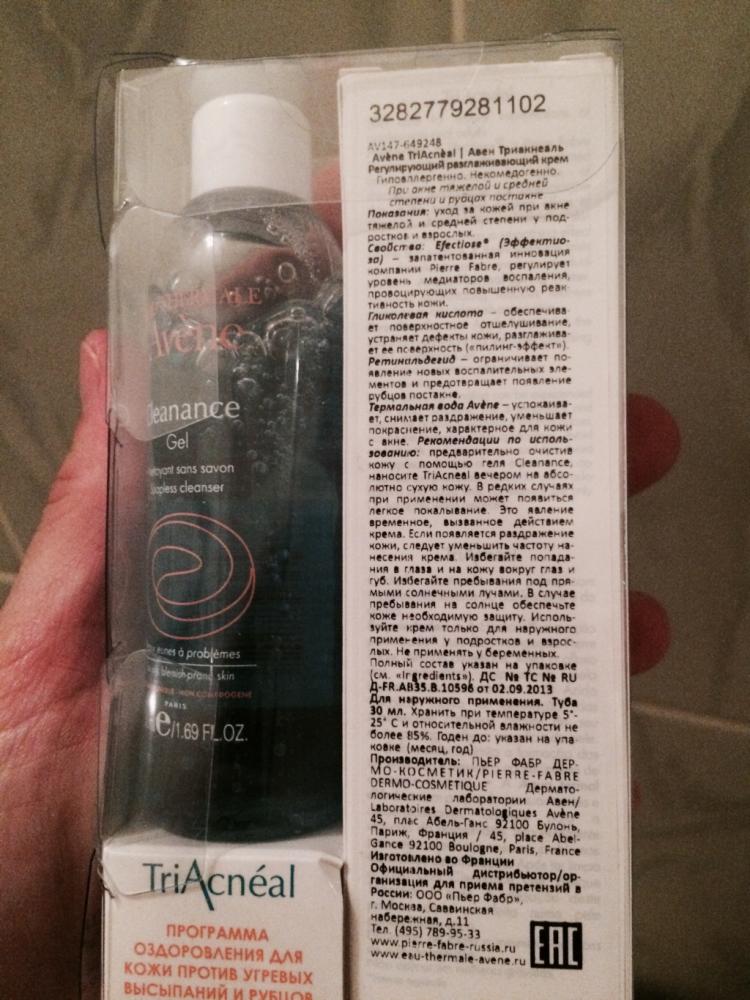 3282779281102
AV147-649248
Avène TriAcnéal | Авен Триакнеаль
Регулирующий разглаживающий крем
Гипоаллергенно. Некомедогенно.
При акне тяжелой и средней
степени и рубцах постакне
Показания: уход за кожей при акне
тяжелой и средней степени у под-
ростков и взрослых.
Свойства: Efectiose® (Эффектио-
за) – запатентованная инновация
компании Pierre Fabre, регулирует
уровень медиаторов воспаления,
провоцирующих повышенную реак-
тивность кожи.
Гликолевая кислота – обеспечива-
ет поверхностное отшелушивание,
устраняет дефекты кожи, разглажива-
ет ее поверхность («пилинг-эффект»).
Ретинальдегид – ограничивает по-
явление новых воспалительных эле-
ментов и предотвращает появление
рубцов постакне.
Термальная вода Avène – успокаива-
ет, снимает раздражение, уменьшает
покраснение, характерное для кожи
с акне. Рекомендации по исполь-
зованию: предварительно очистив
кожу с помощью геля Cleanance,
наносите TriAcneal вечером на абсо-
лютно сухую кожу. В редких случаях
при применении может появиться
легкое покалывание. Это явление
временное, вызванное действием
крема. Если появляется раздражение
кожи, следует уменьшить частоту на-
несения крема. Избегайте попада-
ния в глаза и на кожу вокруг глаз и
губ. Избегайте пребывания под пря-
мыми солнечными лучами. В случае
пребывания на солнце обеспечьте
коже необходимую защиту. Исполь-
зуйте крем только для наружного
применения у подростков и взрос-
лых. Не применять у беременных.
Полный состав указан на упаковке
(см. «Ingredients»). ДС № ТС № RU
Д-FR.АВ35.В.10596 от 02.09.2013
Для наружного применения. Туба
30 мл. Хранить при температуре 5°-
25° С и относительной влажности не
более 85%. Годен до: указан на упа
ковке (месяц, год)
Производитель: ПЬЕР ФАБР ДЕР-
МО-КОСМЕТИК/PIERRE-FABRE
DERMO-COSMETIQUE Дермато-
логические лаборатории Авен/
Laboratoires Dermatologiques Avène
45, плас Абель-Ганс 92100 Булонь,
Париж, Франция / 45, place Abel-
Gance 92100 Boulogne, Paris, France
Изготовлено во Франции
Официальный дистрибьютор/ор-
ганизация для приема претензий в
России: ООО «Пьер Фабр»,
г. Москва, Саввинская
набережная, д.11
Тел. (495) 789-95-33
www.pierre-fabre-russia.ru
www.eau-thermale-avene.ru
EAC
THERMALE
Avène
Cleanance
Gel
Nettoyant sans savon
Soapless cleanser
jeunes à problèmes
blemish-prone skin
NON COMEDOGENE
PARIS
e/1.69 FL.OZ.
TriAcnéal
ПРОГРАММА
ОЗДОРОВЛЕНИЯ ДЛЯ
КОЖИ ПРОТИВ УГРЕВЫХ
ВЫСЫПАНИЙ И РУБЦОВ